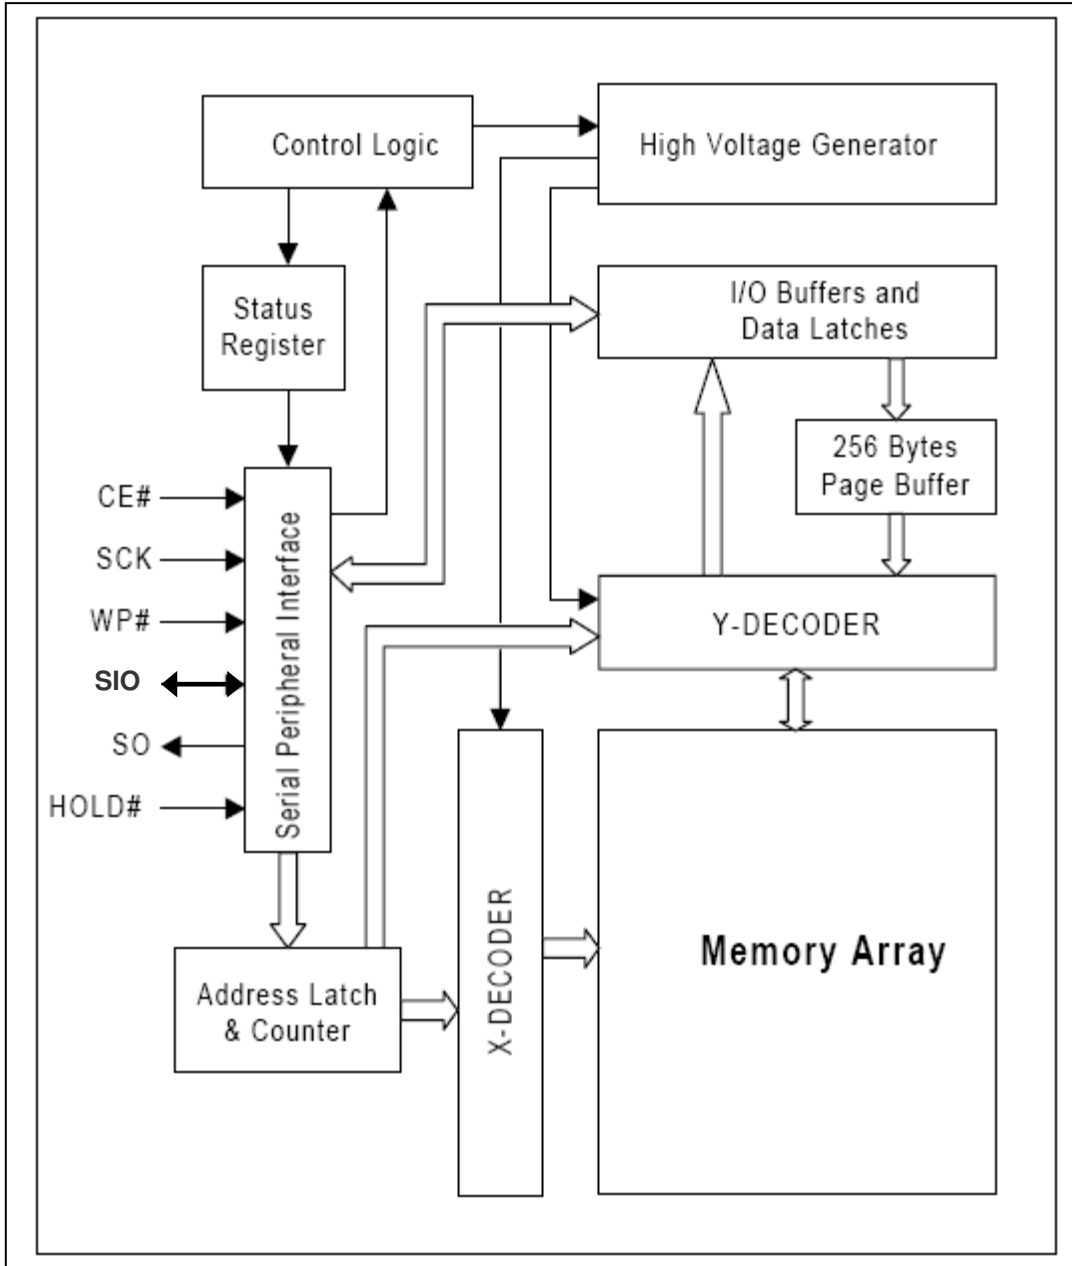 Control Logic
High Voltage Generator
Status
Register
I/O Buffers and
Data Latches
256 Bytes
Page Buffer
CE#
SCK
WP#
SIO
SO
HOLD#
Serial Peripheral Interface
Y-DECODER
Address Latch
& Counter
X-DECODER
Memory Array